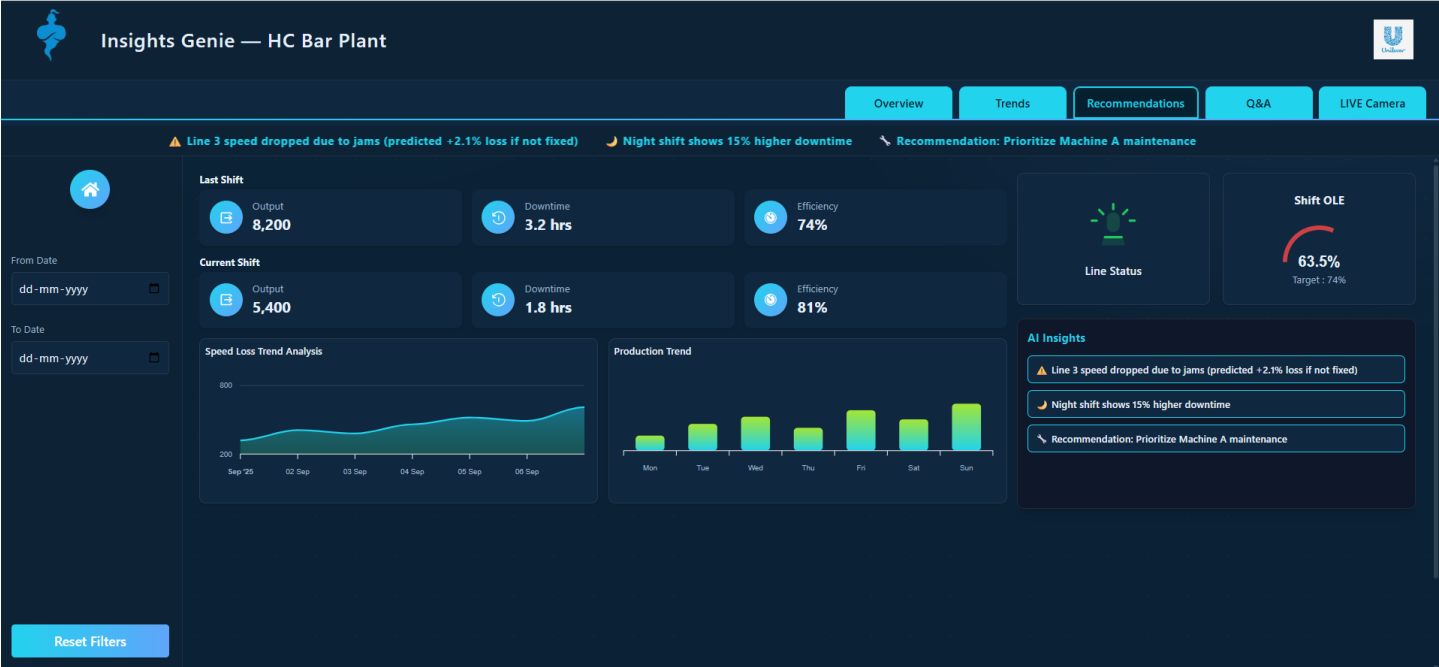 Insights Genie — HC Bar Plant
Unilever
Overview
Trends
Recommendations
Q&A
LIVE Camera
⚠️ Line 3 speed dropped due to jams (predicted +2.1% loss if not fixed)
🌙 Night shift shows 15% higher downtime
🔧 Recommendation: Prioritize Machine A maintenance
From Date
dd-mm-yyyy
To Date
dd-mm-yyyy
Reset Filters
Last Shift
Output
8,200
Downtime
3.2 hrs
Efficiency
74%
Current Shift
Output
5,400
Downtime
1.8 hrs
Efficiency
81%
Line Status
Shift OLE
63.5%
Target : 74%
Speed Loss Trend Analysis
800
200
Sep '25 02 Sep 03 Sep 04 Sep 05 Sep 06 Sep
Production Trend
Mon Tue Wed Thu Fri Sat Sun
AI Insights
⚠️ Line 3 speed dropped due to jams (predicted +2.1% loss if not fixed)
🌙 Night shift shows 15% higher downtime
🔧 Recommendation: Prioritize Machine A maintenance